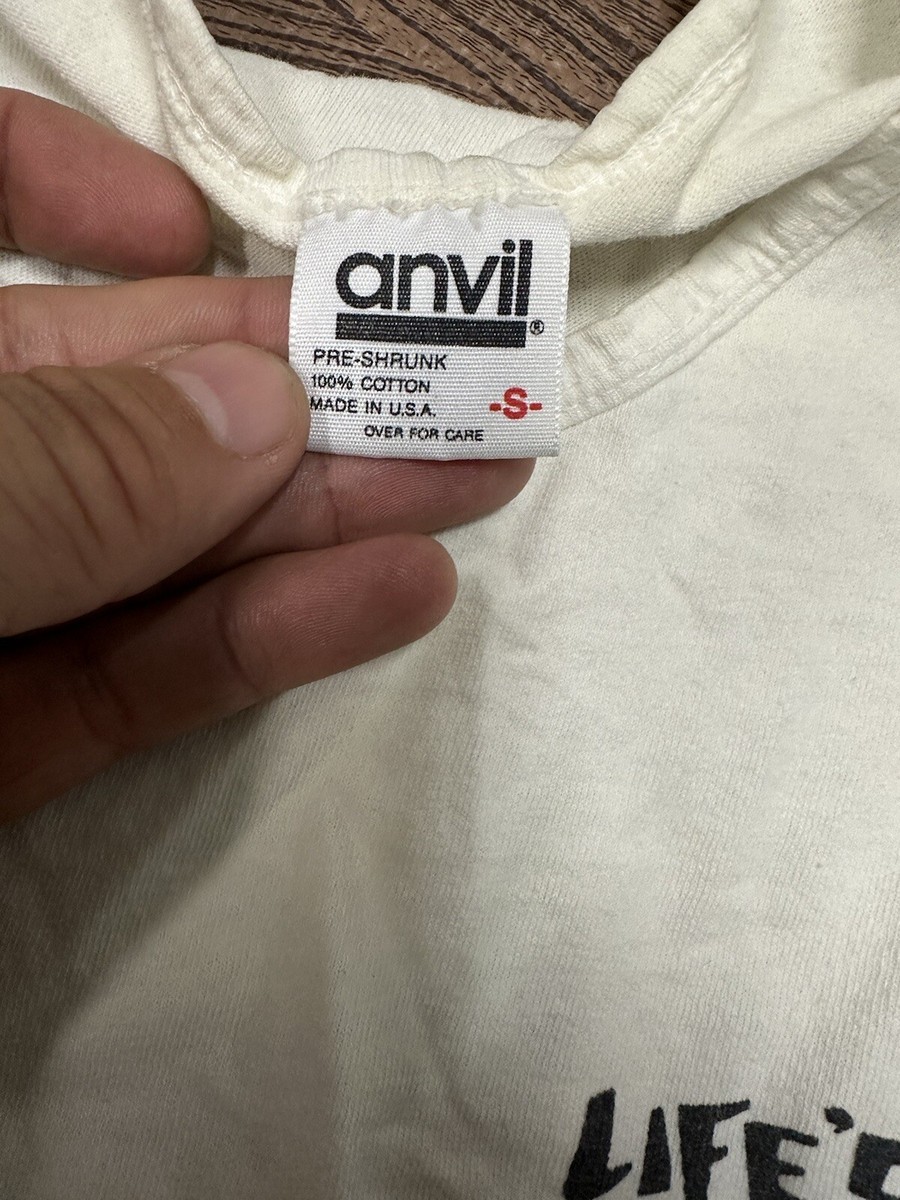 anvil®
PRE-SHRUNK
100% COTTON
MADE IN U.S.A.
-S-
OVER FOR CARE